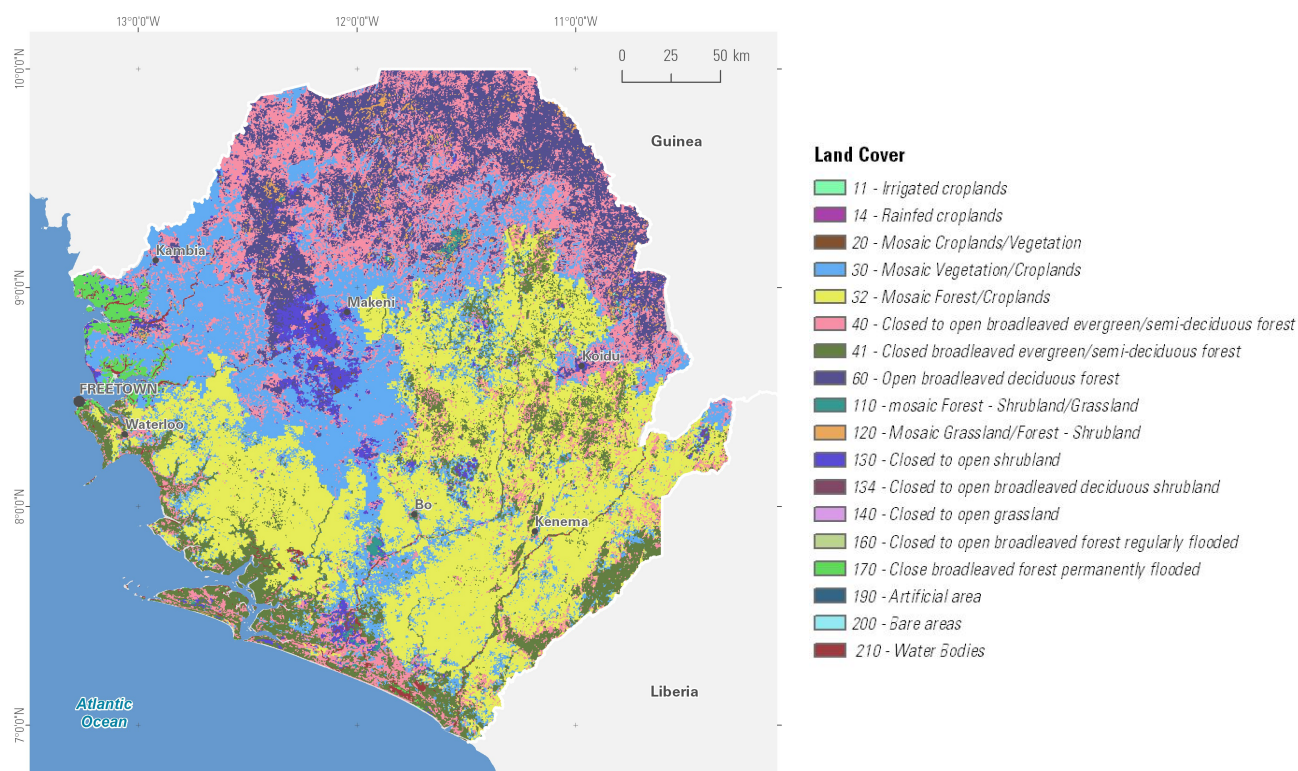 13°0'0"W 12°0'0"W 11°0'0"W
10°0'0"N
9°0'0"N
8°0'0"N
7°0'0"N
0 25 50 km
Guinea
Kambia
Makeni
Koidu
FREETOWN
Waterloo
Bo
Kenema
Liberia
Atlantic
Ocean
Land Cover
11 - Irrigated croplands
14 - Rainfed croplands
20 - Mosaic Croplands/Vegetation
30 - Mosaic Vegetation/Croplands
32 - Mosaic Forest/Croplands
40 - Closed to open broadleaved evergreen/semi-deciduous forest
41 - Closed broadleaved evergreen/semi-deciduous forest
60 - Open broadleaved deciduous forest
110 - mosaic Forest - Shrubland/Grassland
120 - Mosaic Grassland/Forest - Shrubland
130 - Closed to open shrubland
134 - Closed to open broadleaved deciduous shrubland
140 - Closed to open grassland
160 - Closed to open broadleaved forest regularly flooded
170 - Close broadleaved forest permanently flooded
190 - Artificial area
200 - Bare areas
210 - Water Bodies